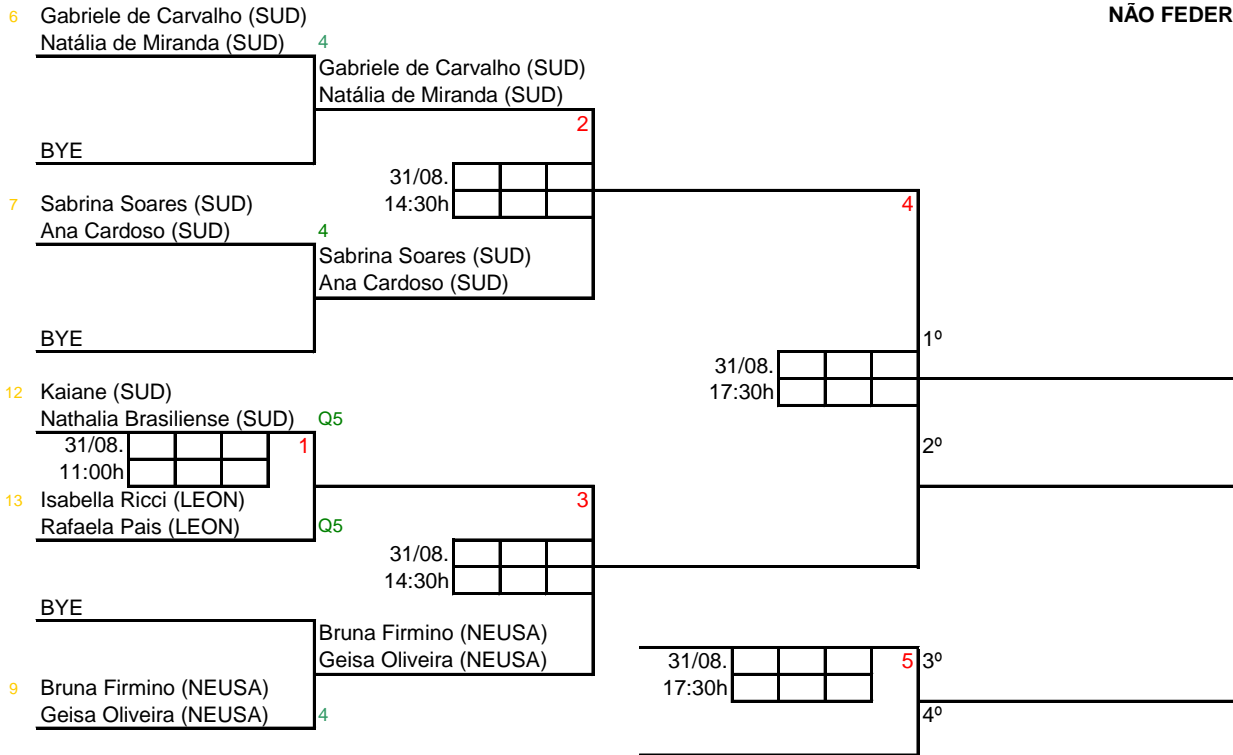 6 Gabriele de Carvalho (SUD)
NÃO FEDER
Natália de Miranda (SUD) 4
Gabriele de Carvalho (SUD)
Natália de Miranda (SUD)
2
BYE
31/08.
14:30h
7 Sabrina Soares (SUD)
4
Ana Cardoso (SUD) 4
Sabrina Soares (SUD)
Ana Cardoso (SUD)
BYE
1º
31/08.
17:30h
12 Kaiane (SUD)
Nathalia Brasiliense (SUD) Q5
31/08. 1
2º
11:00h
13 Isabella Ricci (LEON)
3
Rafaela Pais (LEON) Q5
31/08.
14:30h
BYE
Bruna Firmino (NEUSA)
Geisa Oliveira (NEUSA)
31/08. 5 3º
17:30h
9 Bruna Firmino (NEUSA)
Geisa Oliveira (NEUSA) 4
4º